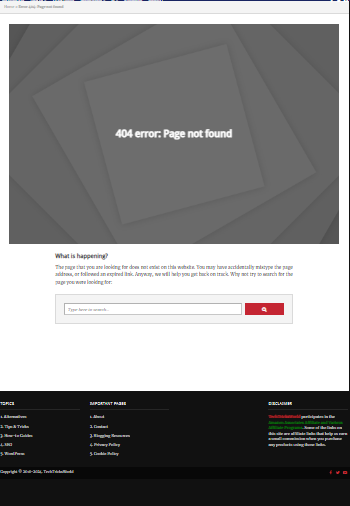 Home » Error 404: Page not found
404 error: Page not found
What is happening?
The page that you are looking for does not exist on this website. You may have accidentally mistype the page
address, or followed an expired link. Anyway, we will help you get back on track. Why not try to search for the
page you were looking for:
Type here to search...
TOPICS
IMPORTANT PAGES
DISCLAIMER
1. Alternatives
2. Tips & Tricks
3. How-to Guides
4. SEO
5. WordPress
1. About
2. Contact
3. Blogging Resources
4. Privacy Policy
5. Cookie Policy
TechTricksWorld participates in the
Amazon Associates Affiliate and Various
Affiliate Programs. Some of the links on
this site are affiliate links that help us earn
a small commission when you purchase
any products using those links.
Copyright © 2010-2024, TechTricksWorld